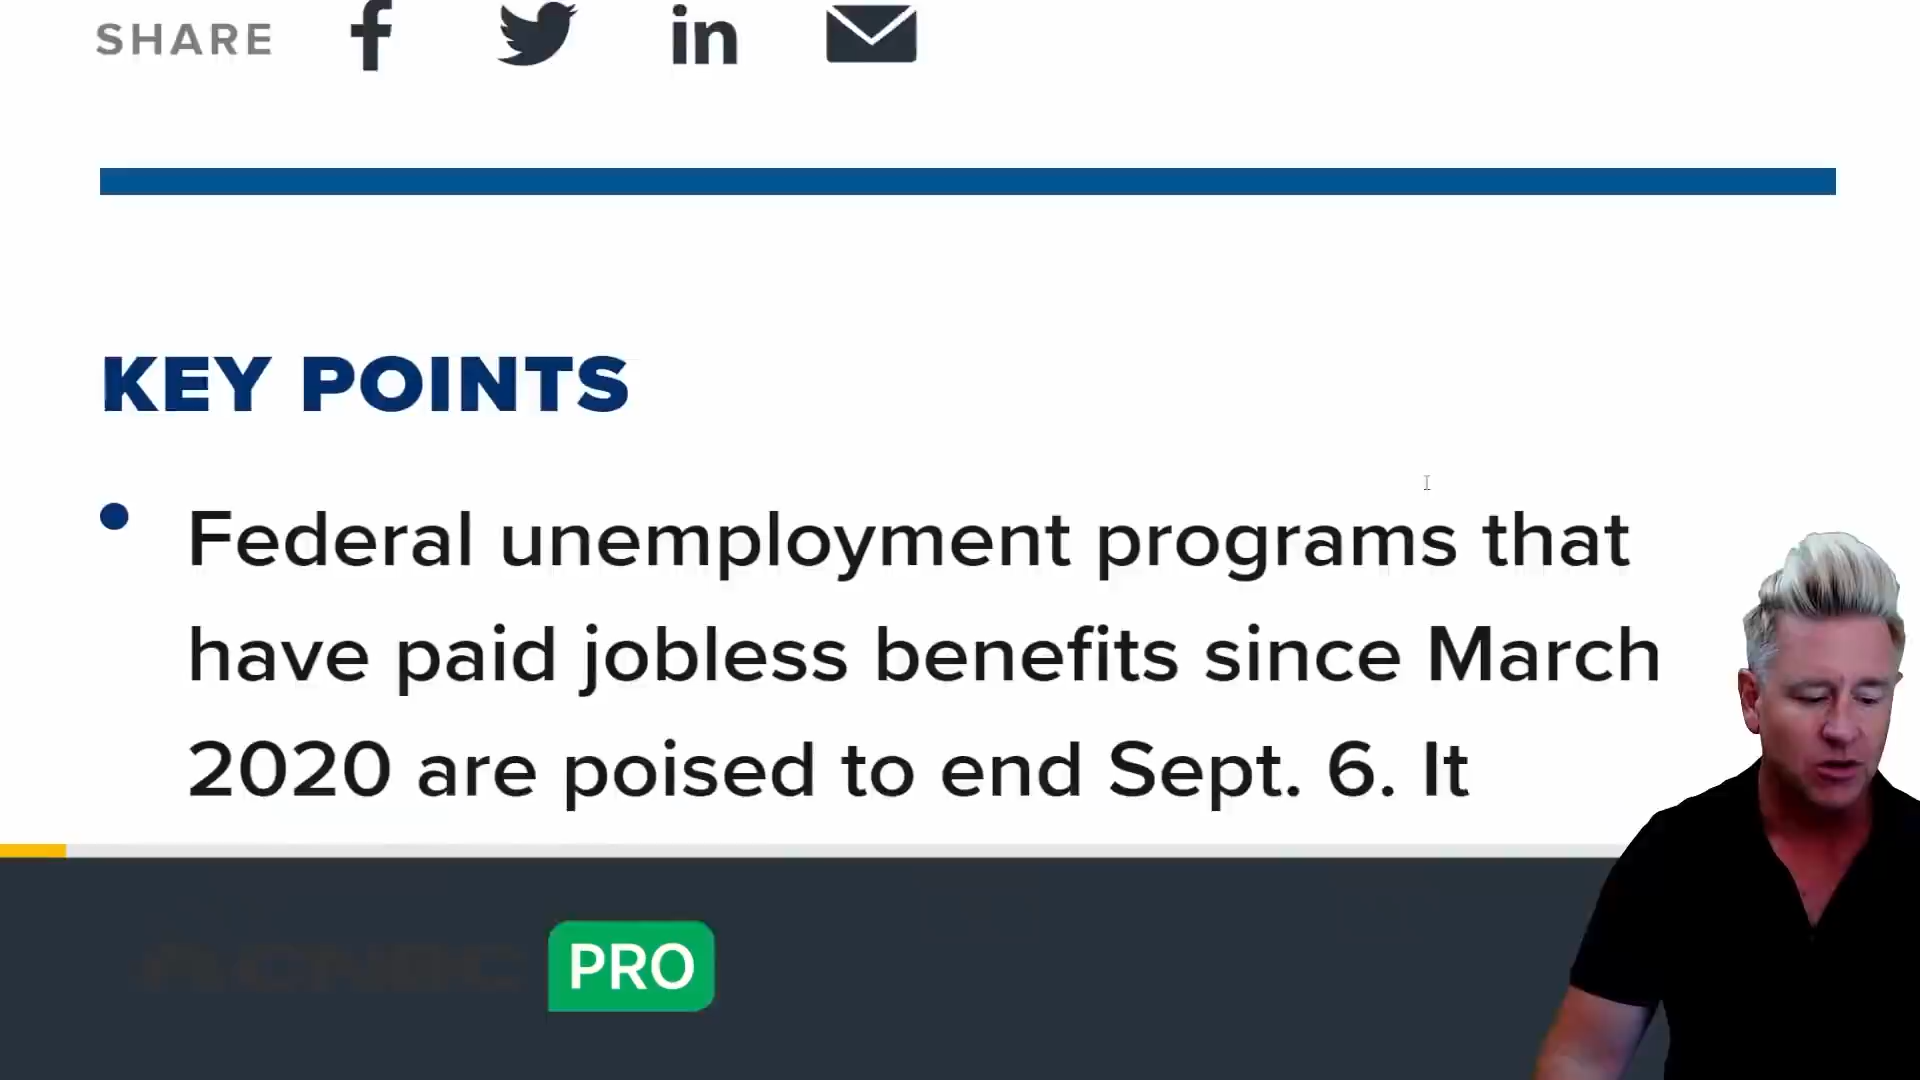 SHARE
KEY POINTS
Federal unemployment programs that
have paid jobless benefits since March
2020 are poised to end Sept. 6. It
PRO